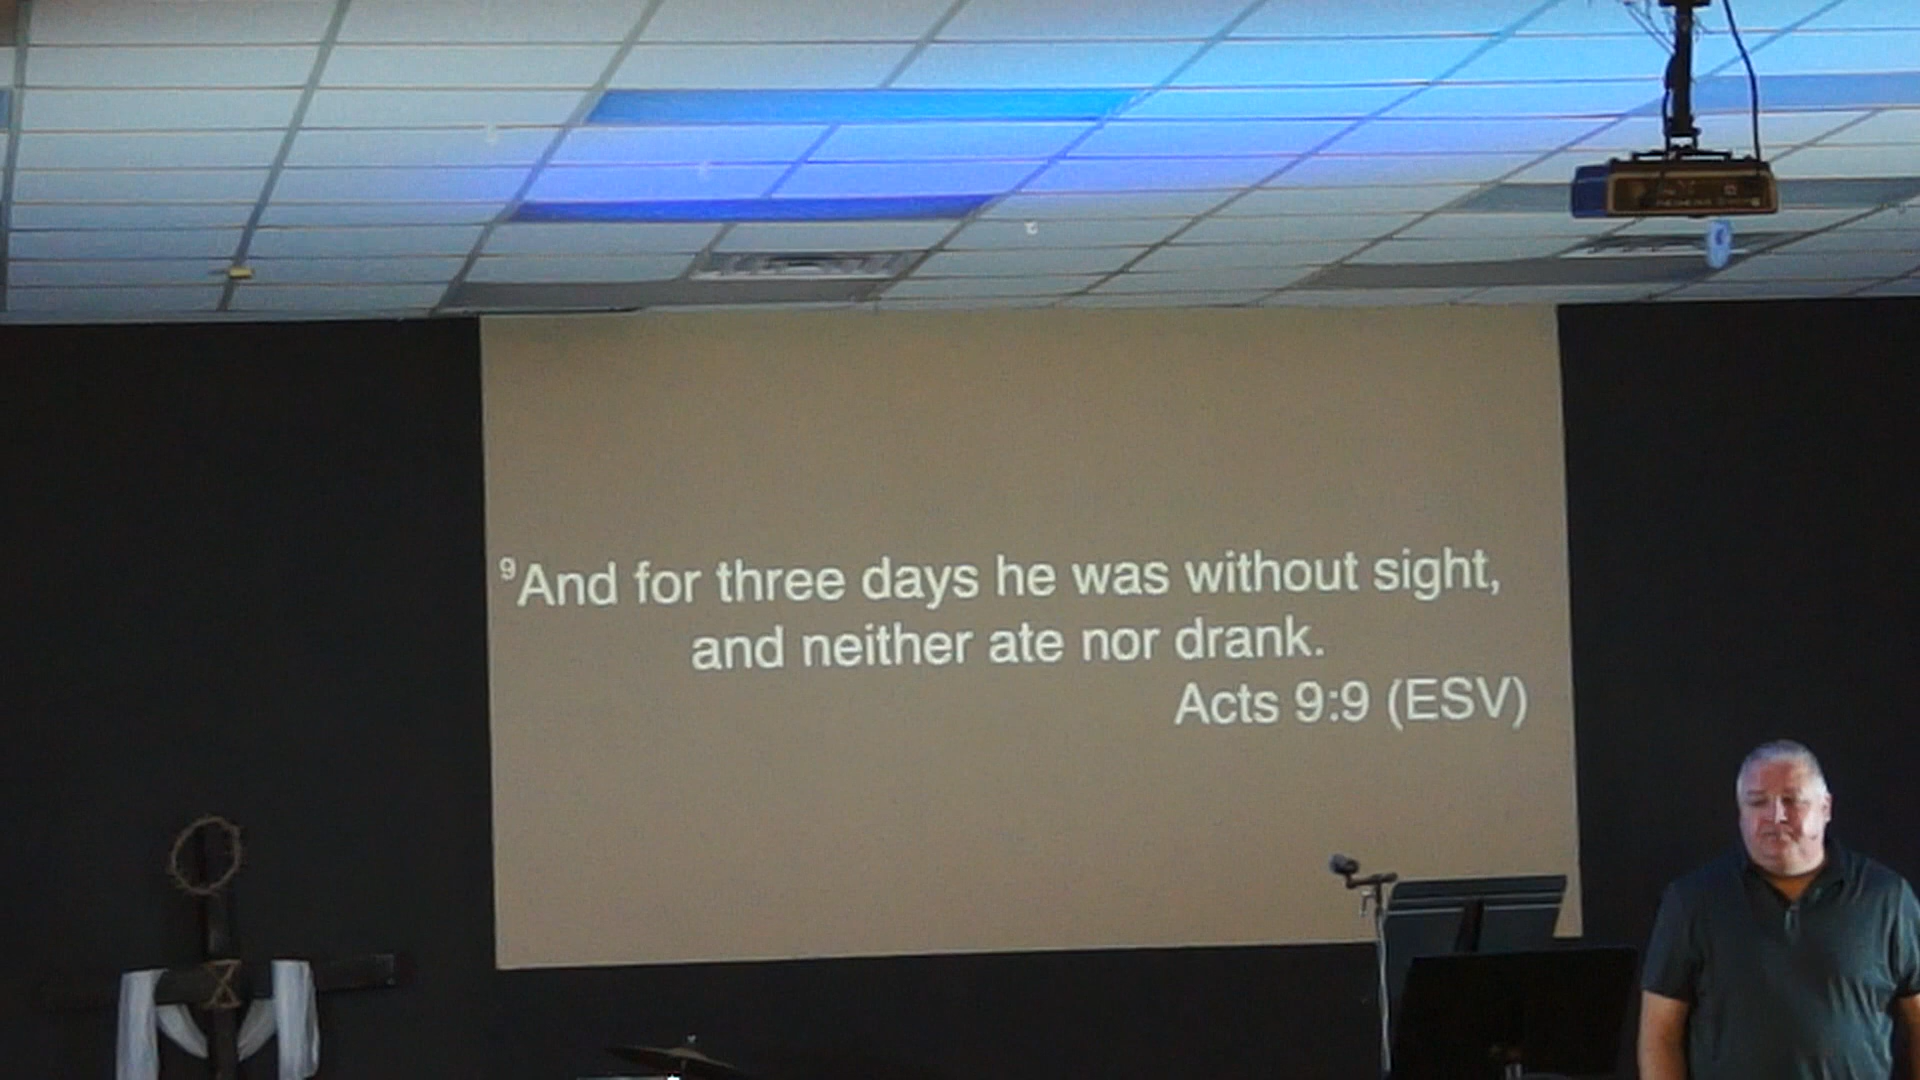 ⁹And for three days he was without sight,
and neither ate nor drank.
Acts 9:9 (ESV)